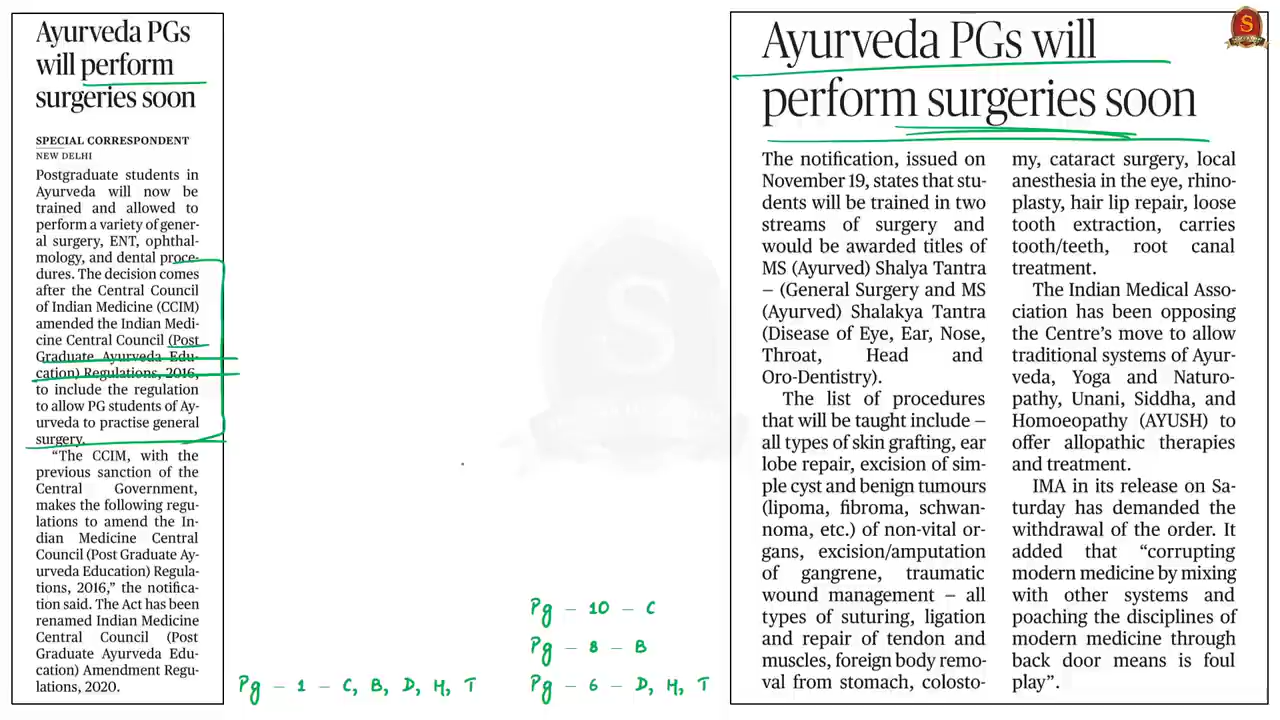 Ayurveda PGs
will perform
surgeries soon
SPECIAL CORRESPONDENT
NEW DELHI
Postgraduate students in
Ayurveda will now be
trained and allowed to
perform a variety of gener-
al surgery, ENT, ophthal-
mology, and dental proce-
dures. The decision comes
after the Central Council
of Indian Medicine (CCIM)
amended the Indian Medi-
cine Central Council (Post
Graduate Ayurveda Edu-
cation) Regulations, 2016,
to include the regulation
to allow PG students of Ay-
urveda to practise general
surgery.
“The CCIM, with the
previous sanction of the
Central Government,
makes the following regu-
lations to amend the In-
dian Medicine Central
Council (Post Graduate Ay-
urveda Education) Regula-
tions, 2016,” the notifica-
tion said. The Act has been
renamed Indian Medicine
Central Council (Post
Graduate Ayurveda Edu-
cation) Amendment Regu-
lations, 2020.
Pg - 1 - C, B, D, H, T
Pg - 10 - C
Pg - 8 - B
Pg - 6 - D, H, T
Ayurveda PGs will
perform surgeries soon
The notification, issued on
November 19, states that stu-
dents will be trained in two
streams of surgery and
would be awarded titles of
MS (Ayurved) Shalya Tantra
– (General Surgery and MS
(Ayurved) Shalakya Tantra
(Disease of Eye, Ear, Nose,
Throat, Head and
Oro-Dentistry).
The list of procedures
that will be taught include –
all types of skin grafting, ear
lobe repair, excision of sim-
ple cyst and benign tumours
(lipoma, fibroma, schwan-
noma, etc.) of non-vital or-
gans, excision/amputation
of gangrene, traumatic
wound management – all
types of suturing, ligation
and repair of tendon and
muscles, foreign body remo-
val from stomach, colosto-
my, cataract surgery, local
anesthesia in the eye, rhino-
plasty, hair lip repair, loose
tooth extraction, carries
tooth/teeth, root canal
treatment.
The Indian Medical Asso-
ciation has been opposing
the Centre’s move to allow
traditional systems of Ayur-
veda, Yoga and Naturo-
pathy, Unani, Siddha, and
Homoeopathy (AYUSH) to
offer allopathic therapies
and treatment.
IMA in its release on Sa-
turday has demanded the
withdrawal of the order. It
added that “corrupting
modern medicine by mixing
with other systems and
poaching the disciplines of
modern medicine through
back door means is foul
play”.
S
S